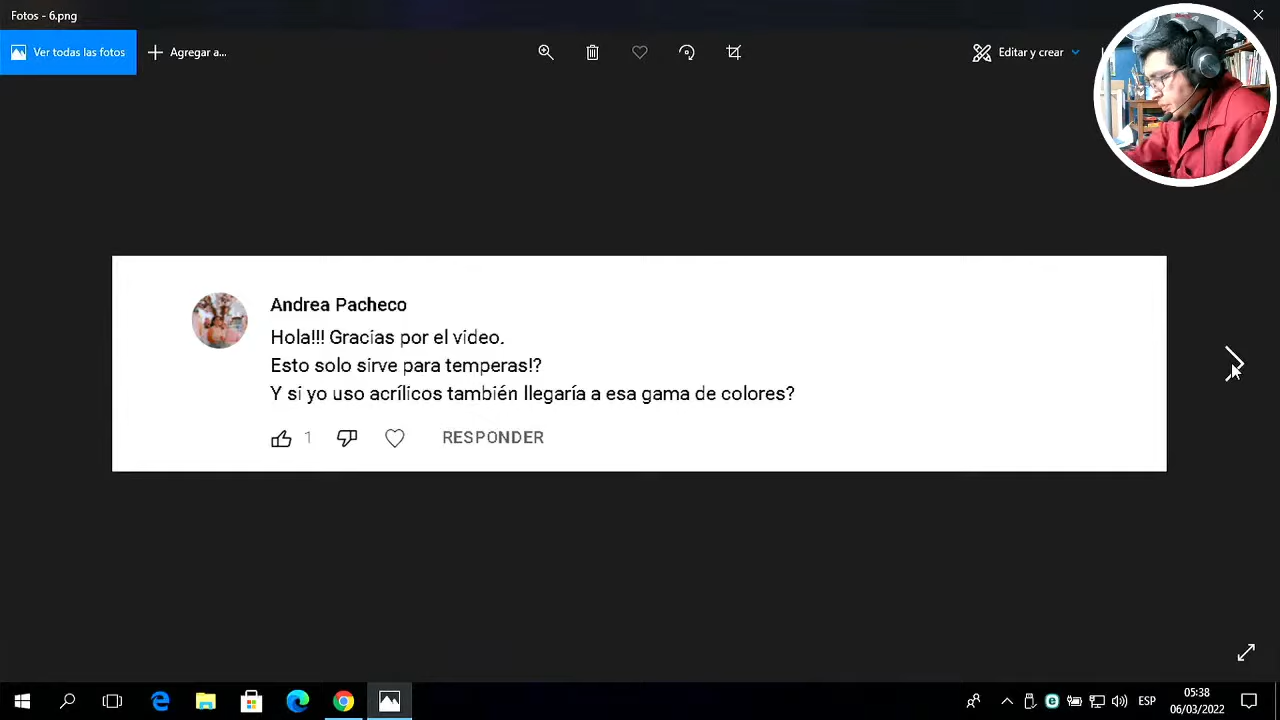 Fotos - 6.png
Ver todas las fotos
Agregar a...
Editar y crear
Andrea Pacheco
Hola!!! Gracias por el video.
Esto solo sirve para temperas!?
Y si yo uso acrílicos también llegaría a esa gama de colores?
1
RESPONDER
ESP
05:38
06/03/2022